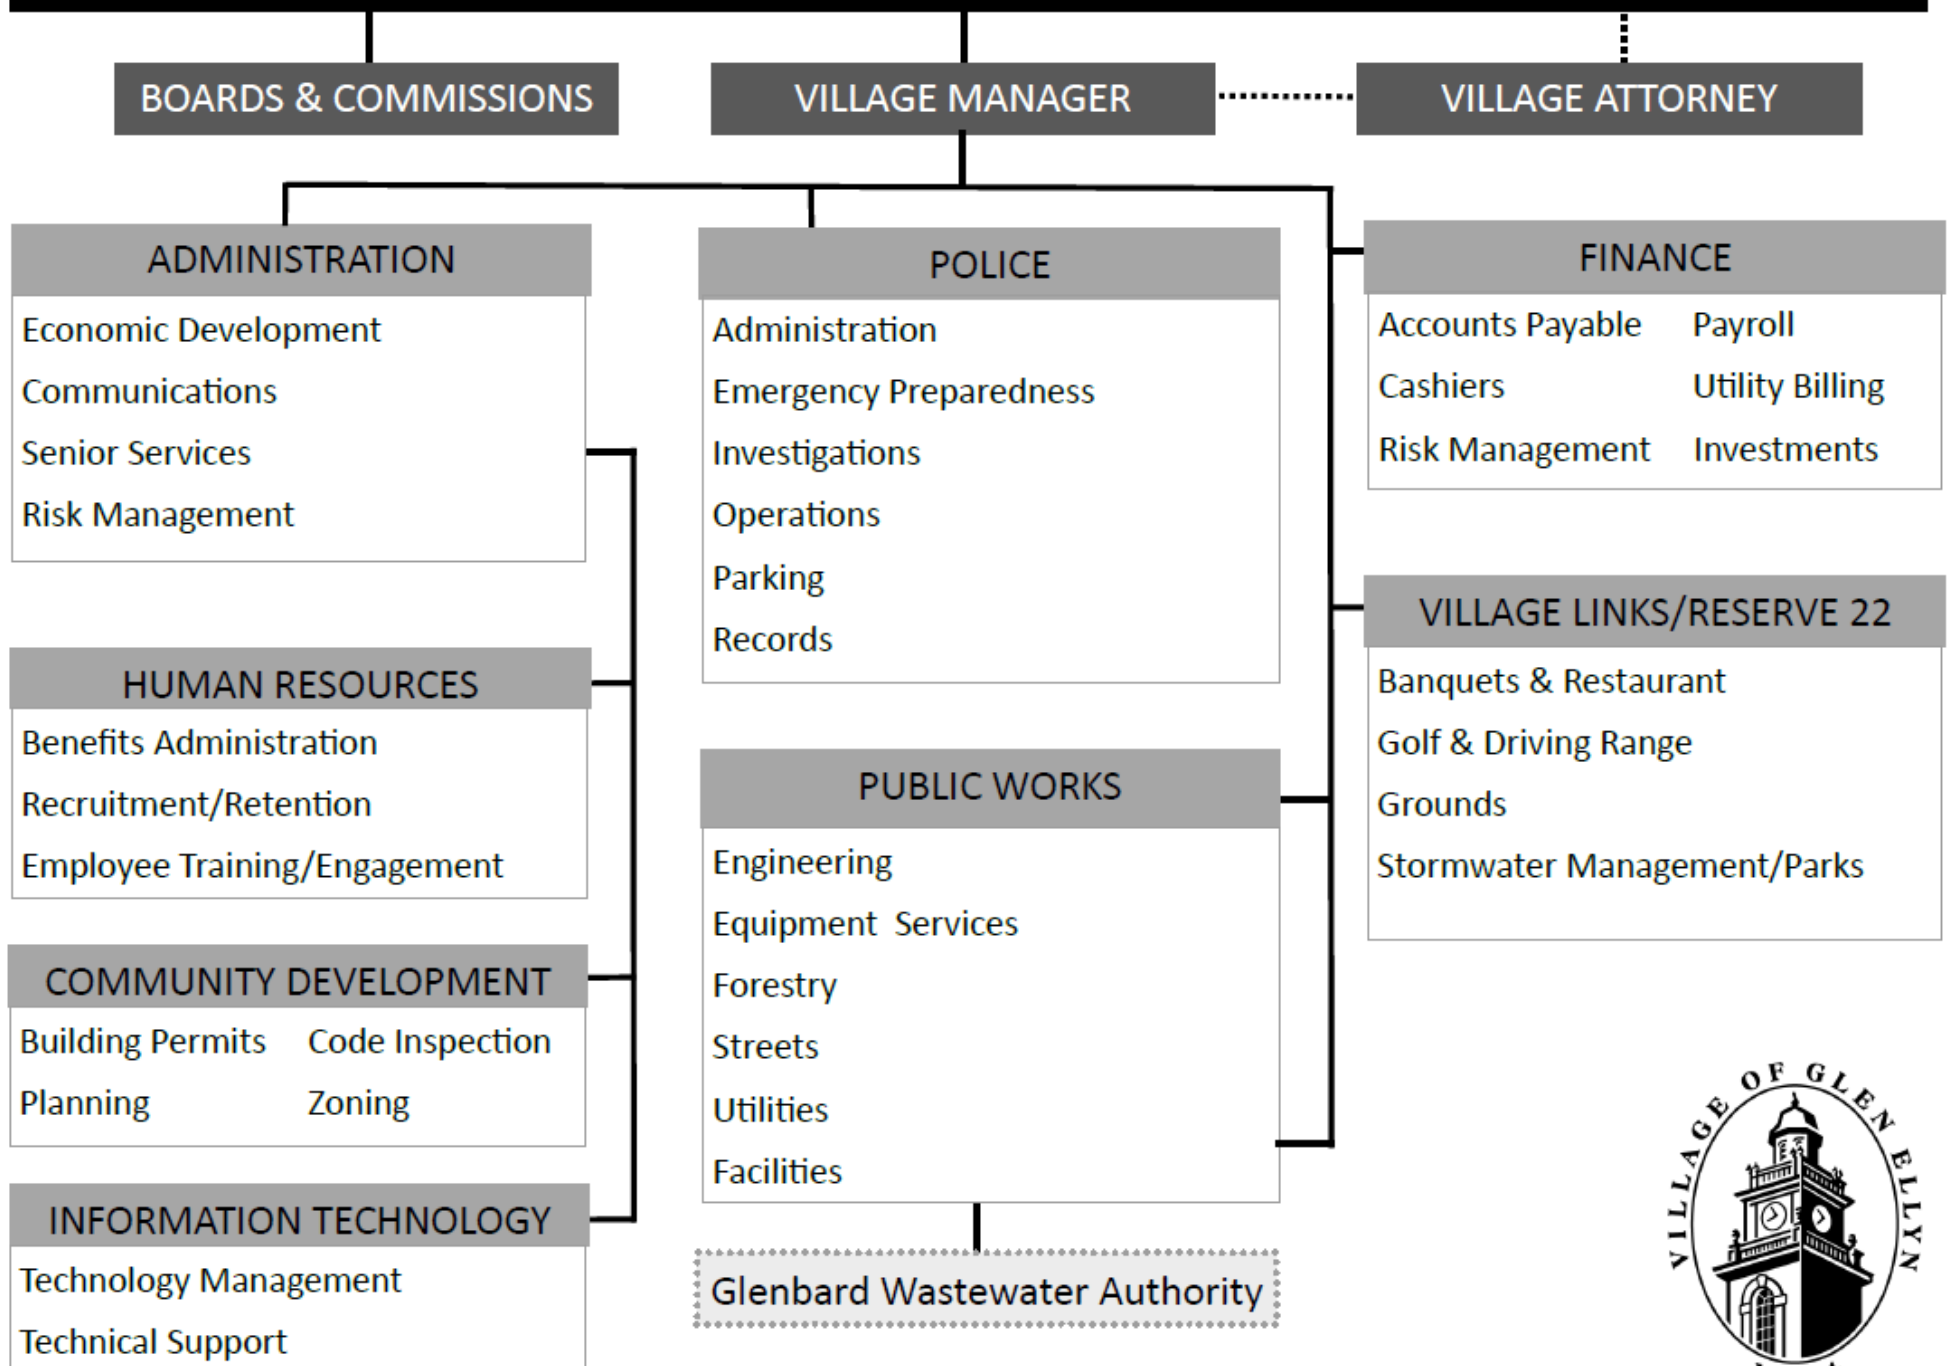 BOARDS & COMMISSIONS
VILLAGE MANAGER
VILLAGE ATTORNEY
ADMINISTRATION
Economic Development
Communications
Senior Services
Risk Management
HUMAN RESOURCES
Benefits Administration
Recruitment/Retention
Employee Training/Engagement
COMMUNITY DEVELOPMENT
Building Permits Code Inspection
Planning Zoning
INFORMATION TECHNOLOGY
Technology Management
Technical Support
POLICE
Administration
Emergency Preparedness
Investigations
Operations
Parking
Records
PUBLIC WORKS
Engineering
Equipment Services
Forestry
Streets
Utilities
Facilities
Glenbard Wastewater Authority
FINANCE
Accounts Payable Payroll
Cashiers Utility Billing
Risk Management Investments
VILLAGE LINKS/RESERVE 22
Banquets & Restaurant
Golf & Driving Range
Grounds
Stormwater Management/Parks
VILLAGE OF GLEN ELLYN